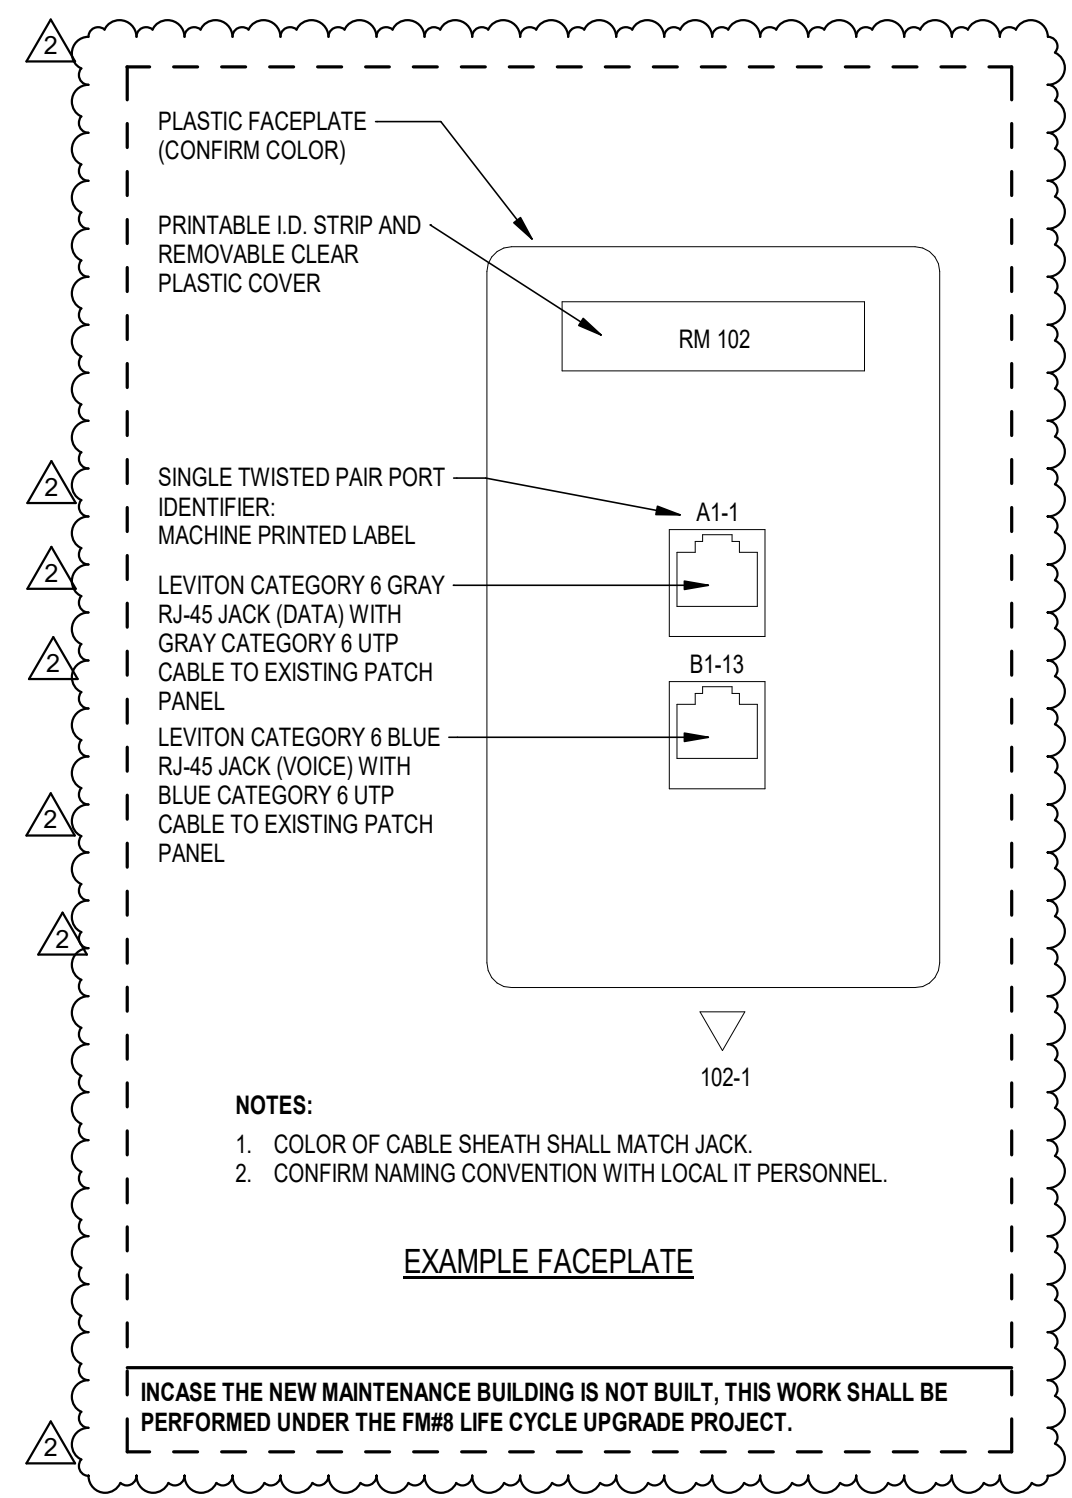 2
PLASTIC FACEPLATE
(CONFIRM COLOR)
PRINTABLE I.D. STRIP AND
REMOVABLE CLEAR
PLASTIC COVER
RM 102
2
SINGLE TWISTED PAIR PORT
IDENTIFIER:
MACHINE PRINTED LABEL
A1-1
2
LEVITON CATEGORY 6 GRAY
RJ-45 JACK (DATA) WITH
GRAY CATEGORY 6 UTP
CABLE TO EXISTING PATCH
PANEL
2
B1-13
LEVITON CATEGORY 6 BLUE
RJ-45 JACK (VOICE) WITH
BLUE CATEGORY 6 UTP
CABLE TO EXISTING PATCH
PANEL
2
2
102-1
NOTES:
1. COLOR OF CABLE SHEATH SHALL MATCH JACK.
2. CONFIRM NAMING CONVENTION WITH LOCAL IT PERSONNEL.
EXAMPLE FACEPLATE
INCASE THE NEW MAINTENANCE BUILDING IS NOT BUILT, THIS WORK SHALL BE
PERFORMED UNDER THE FM#8 LIFE CYCLE UPGRADE PROJECT.
2